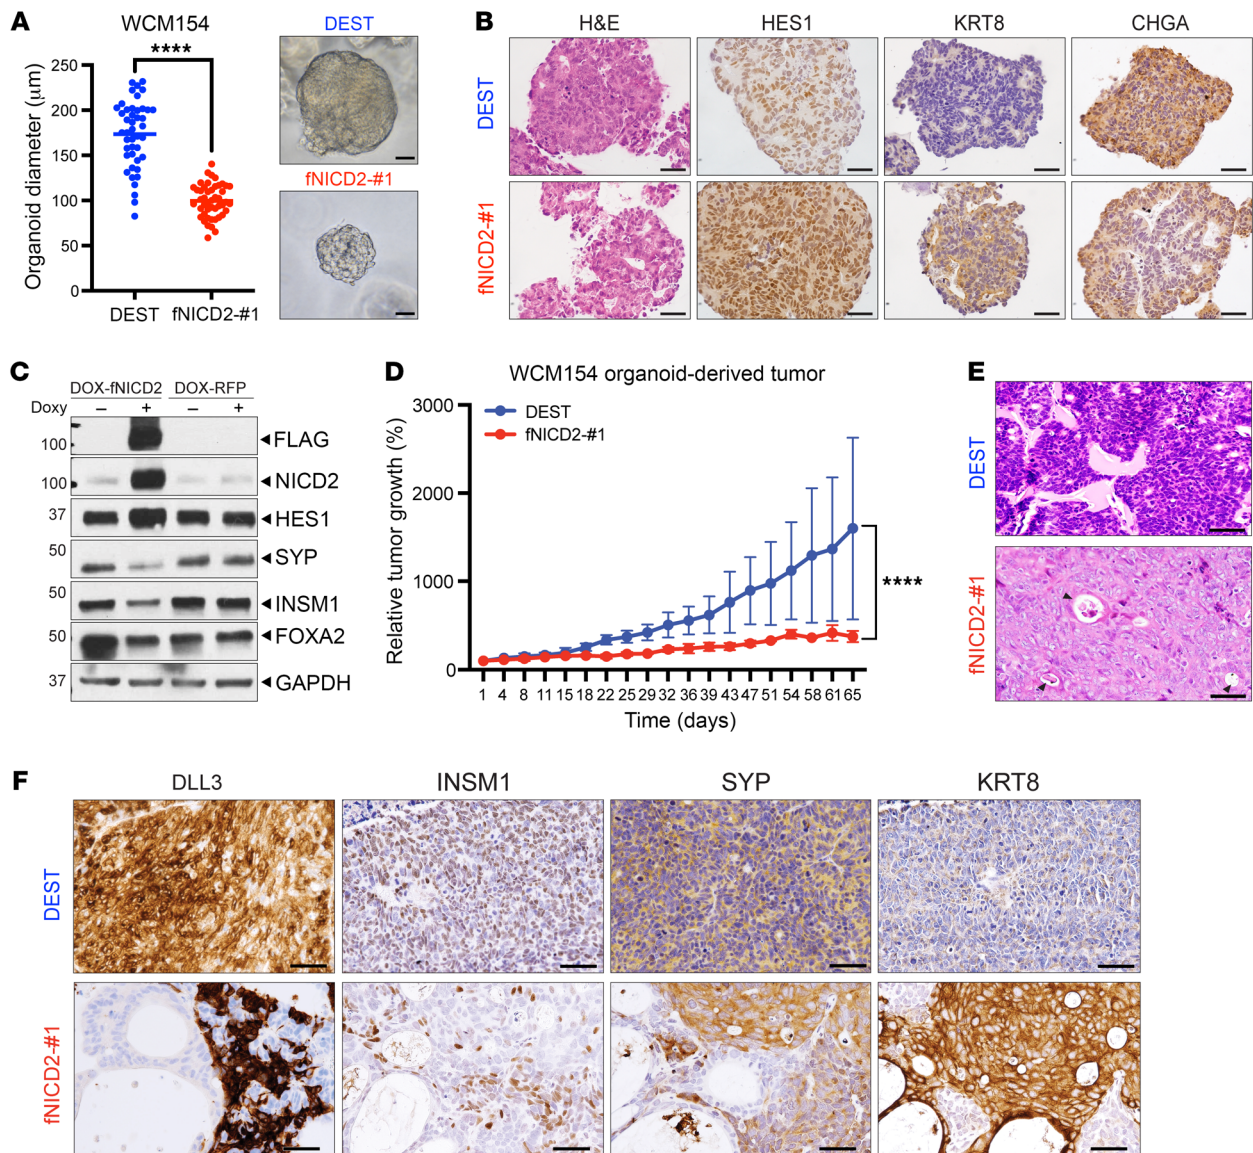 A
WCM154
****
Organoid diameter (µm)
250
200
150
100
50
0
DEST
fNICD2-#1
DEST
fNICD2-#1
B
H&E
HES1
KRT8
CHGA
DEST
fNICD2-#1
C
DOX-fNICD2
DOX-RFP
Doxy
–
+
–
+
100
FLAG
100
NICD2
37
HES1
50
SYP
50
INSM1
50
FOXA2
37
GAPDH
D
WCM154 organoid-derived tumor
Relative tumor growth (%)
3000
2000
1000
0
DEST
fNICD2-#1
****
1 4 8 11 15 18 22 25 29 32 36 39 43 47 51 54 58 61 65
Time (days)
E
DEST
fNICD2-#1
F
DLL3
INSM1
SYP
KRT8
DEST
fNICD2-#1